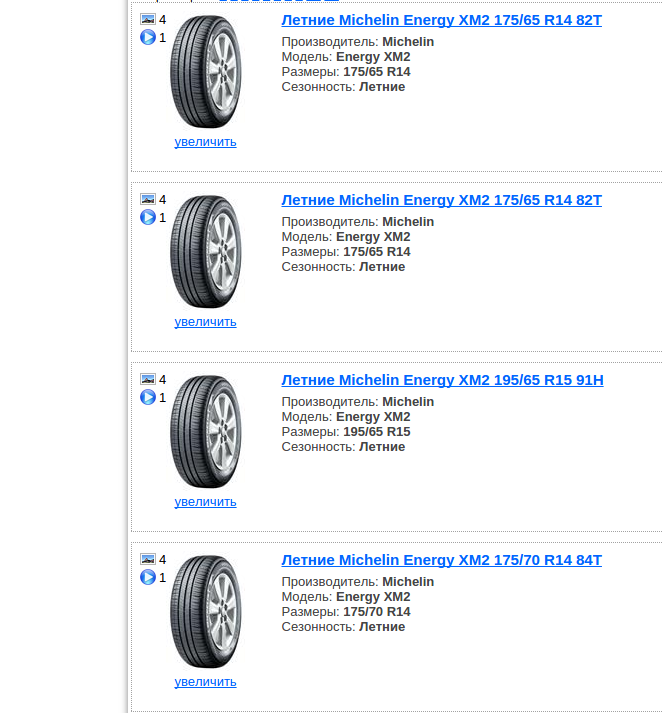 4
1
Летние Michelin Energy XM2 175/65 R14 82T
Производитель: Michelin
Модель: Energy XM2
Размеры: 175/65 R14
Сезонность: Летние
увеличить
4
1
Летние Michelin Energy XM2 175/65 R14 82T
Производитель: Michelin
Модель: Energy XM2
Размеры: 175/65 R14
Сезонность: Летние
увеличить
4
1
Летние Michelin Energy XM2 195/65 R15 91H
Производитель: Michelin
Модель: Energy XM2
Размеры: 195/65 R15
Сезонность: Летние
увеличить
4
1
Летние Michelin Energy XM2 175/70 R14 84T
Производитель: Michelin
Модель: Energy XM2
Размеры: 175/70 R14
Сезонность: Летние
увеличить